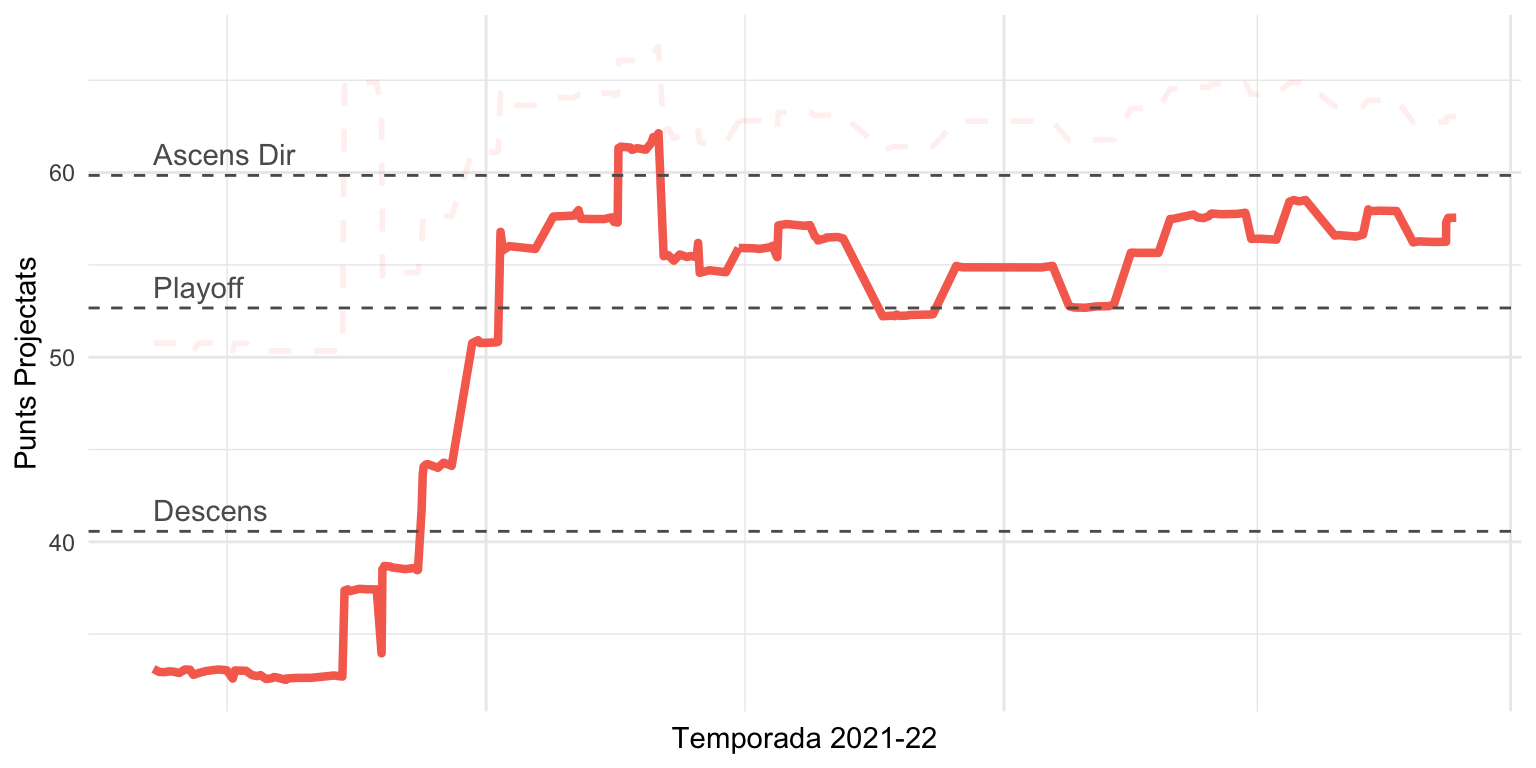 Ascens Dir
60
Playoff
50
Descens
40
Punts Projectats
Temporada 2021-22